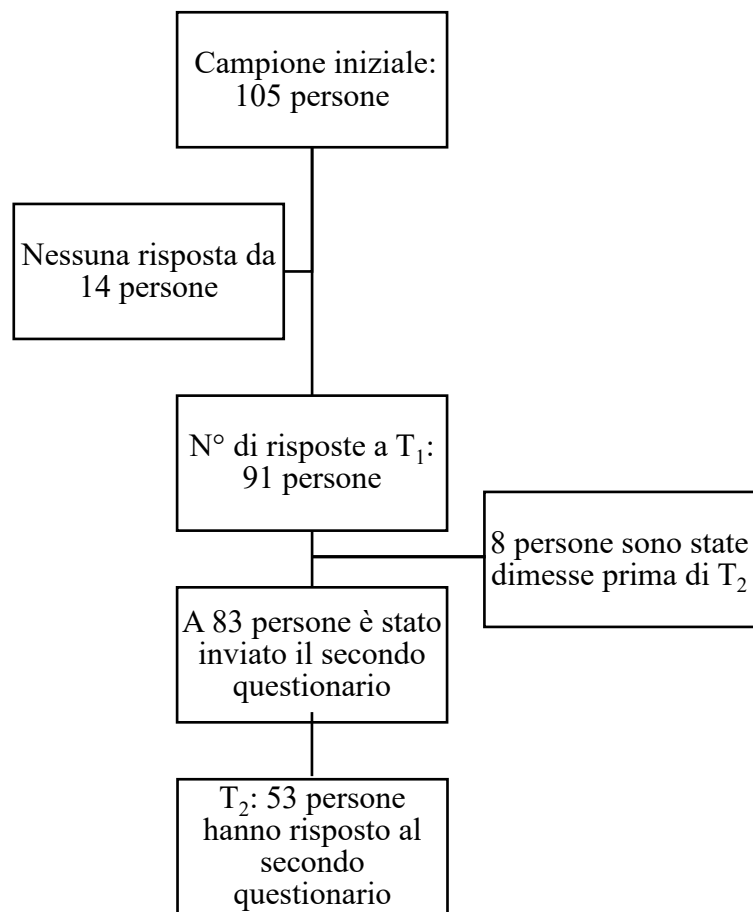 Campione iniziale:
105 persone
Nessuna risposta da
14 persone
N° di risposte a T₁:
91 persone
8 persone sono state
dimesse prima di T₂
A 83 persone è stato
inviato il secondo
questionario
T₂: 53 persone
hanno risposto al
secondo
questionario